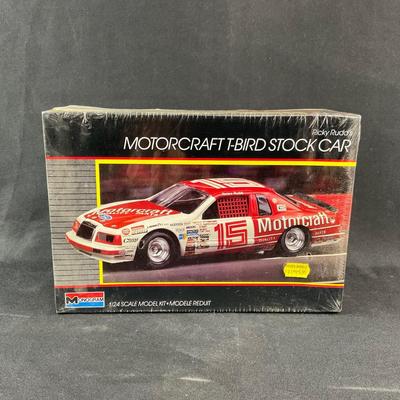 Ricky Rudd's
MOTORCRAFT T-BIRD STOCK CAR
Motorcraft
15
Motorcraft
Monogram
1/24 SCALE MODEL KIT • MODELE REDUIT